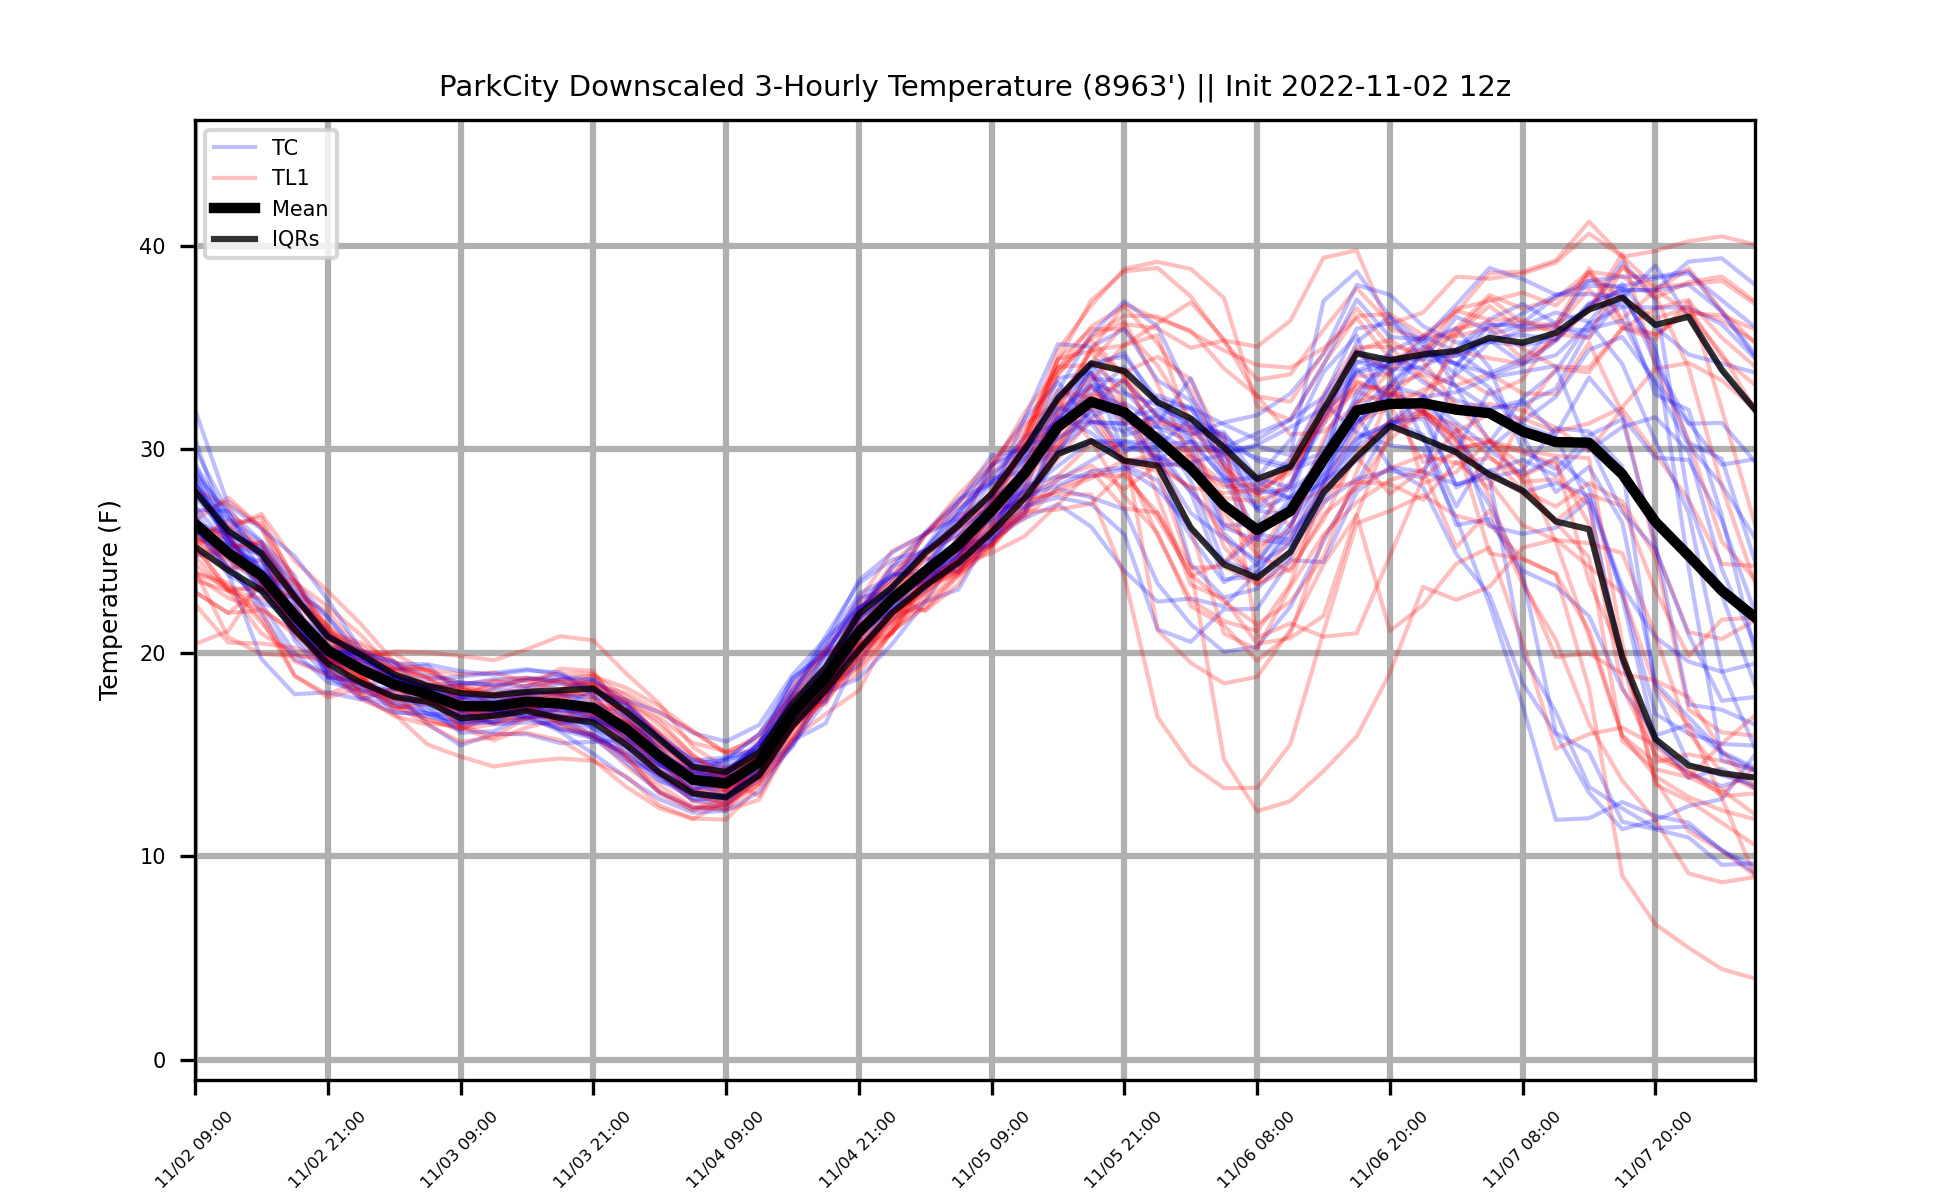 ParkCity Downscaled 3-Hourly Temperature (8963') || Init 2022-11-02 12z
TC
TL1
Mean
IQRs
Temperature (F)
40
30
20
10
0
11/02 09:00
11/02 21:00
11/03 09:00
11/03 21:00
11/04 09:00
11/04 21:00
11/05 09:00
11/05 21:00
11/06 08:00
11/06 20:00
11/07 08:00
11/07 20:00